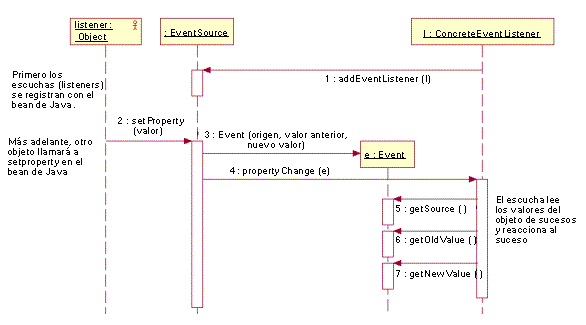 listener:
Object
: EventSource
l : ConcreteEventListener
Primero los
escuchas (listeners)
se registran con el
bean de Java.
1 : addEventListener (l)
2 : setProperty
(valor)
3 : Event (origen, valor anterior,
nuevo valor)
e : Event
Más adelante, otro
objeto llamará a
setproperty en el
bean de Java
4 : propertyChange (e)
El escucha lee
los valores del
objeto de sucesos
y reacciona al
suceso
5 : getSource ( )
6 : getOldValue ( )
7 : getNewValue ( )